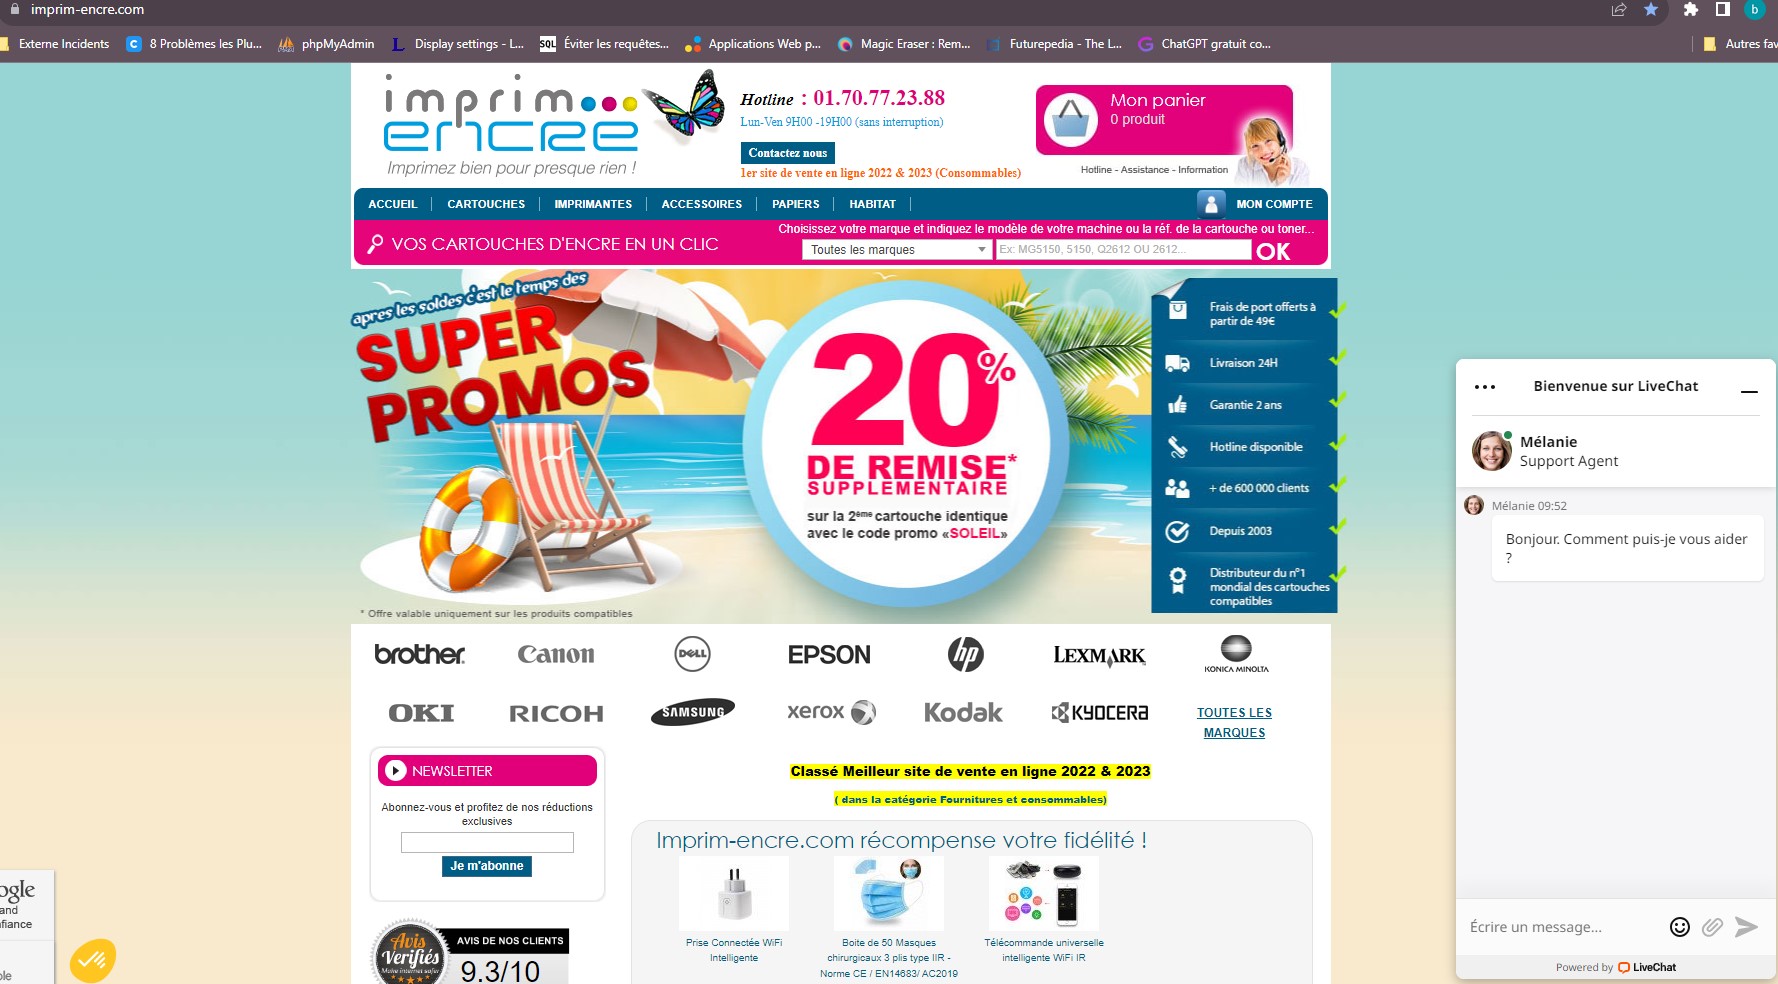 imprim-encre.com
b
Externe Incidents
8 Problèmes les Plu...
phpMyAdmin
Display settings - L...
Éviter les requêtes...
Applications Web p...
Magic Eraser : Rem...
Futurepedia - The L...
ChatGPT gratuit co...
Autres fav
imprim
encre
Imprimez bien pour presque rien !
Hotline : 01.70.77.23.88
Lun-Ven 9H00 -19H00 (sans interruption)
Contactez nous
1er site de vente en ligne 2022 & 2023 (Consommables)
Mon panier
0 produit
Hotline - Assistance - Information
ACCUEIL
CARTOUCHES
IMPRIMANTES
ACCESSOIRES
PAPIERS
HABITAT
MON COMPTE
VOS CARTOUCHES D'ENCRE EN UN CLIC
Choisissez votre marque et indiquez le modèle de votre machine ou la réf. de la cartouche ou toner...
Toutes les marques
Ex: MG5150, 5150, Q2612 OU 2612...
OK
apres les soldes c'est le temps des
SUPER
PROMOS
20%
DE REMISE*
SUPPLEMENTAIRE
sur la 2ème cartouche identique
avec le code promo «SOLEIL»
* Offre valable uniquement sur les produits compatibles
Frais de port offerts à
partir de 49€
Livraison 24H
Garantie 2 ans
Hotline disponible
+ de 600 000 clients
Depuis 2003
Distributeur du n°1
mondial des cartouches
compatibles
brother
Canon
DELL
EPSON
hp
LEXMARK
KONICA MINOLTA
OKI
RICOH
SAMSUNG
xerox
Kodak
KYOCERA
TOUTES LES
MARQUES
NEWSLETTER
Abonnez-vous et profitez de nos réductions
exclusives
Je m'abonne
Avis
Vérifiés
AVIS DE NOS CLIENTS
9.3/10
Classé Meilleur site de vente en ligne 2022 & 2023
( dans la catégorie Fournitures et consommables)
Imprim-encre.com récompense votre fidélité !
Prise Connectée WiFi
Intelligente
Boite de 50 Masques
chirurgicaux 3 plis type IIR -
Norme CE / EN14683/ AC2019
Télécommande universelle
intelligente WiFi IR
ogle
and
nfiance
ble
Bienvenue sur LiveChat
Mélanie
Support Agent
Mélanie 09:52
Bonjour. Comment puis-je vous aider
?
Écrire un message...
Powered by LiveChat